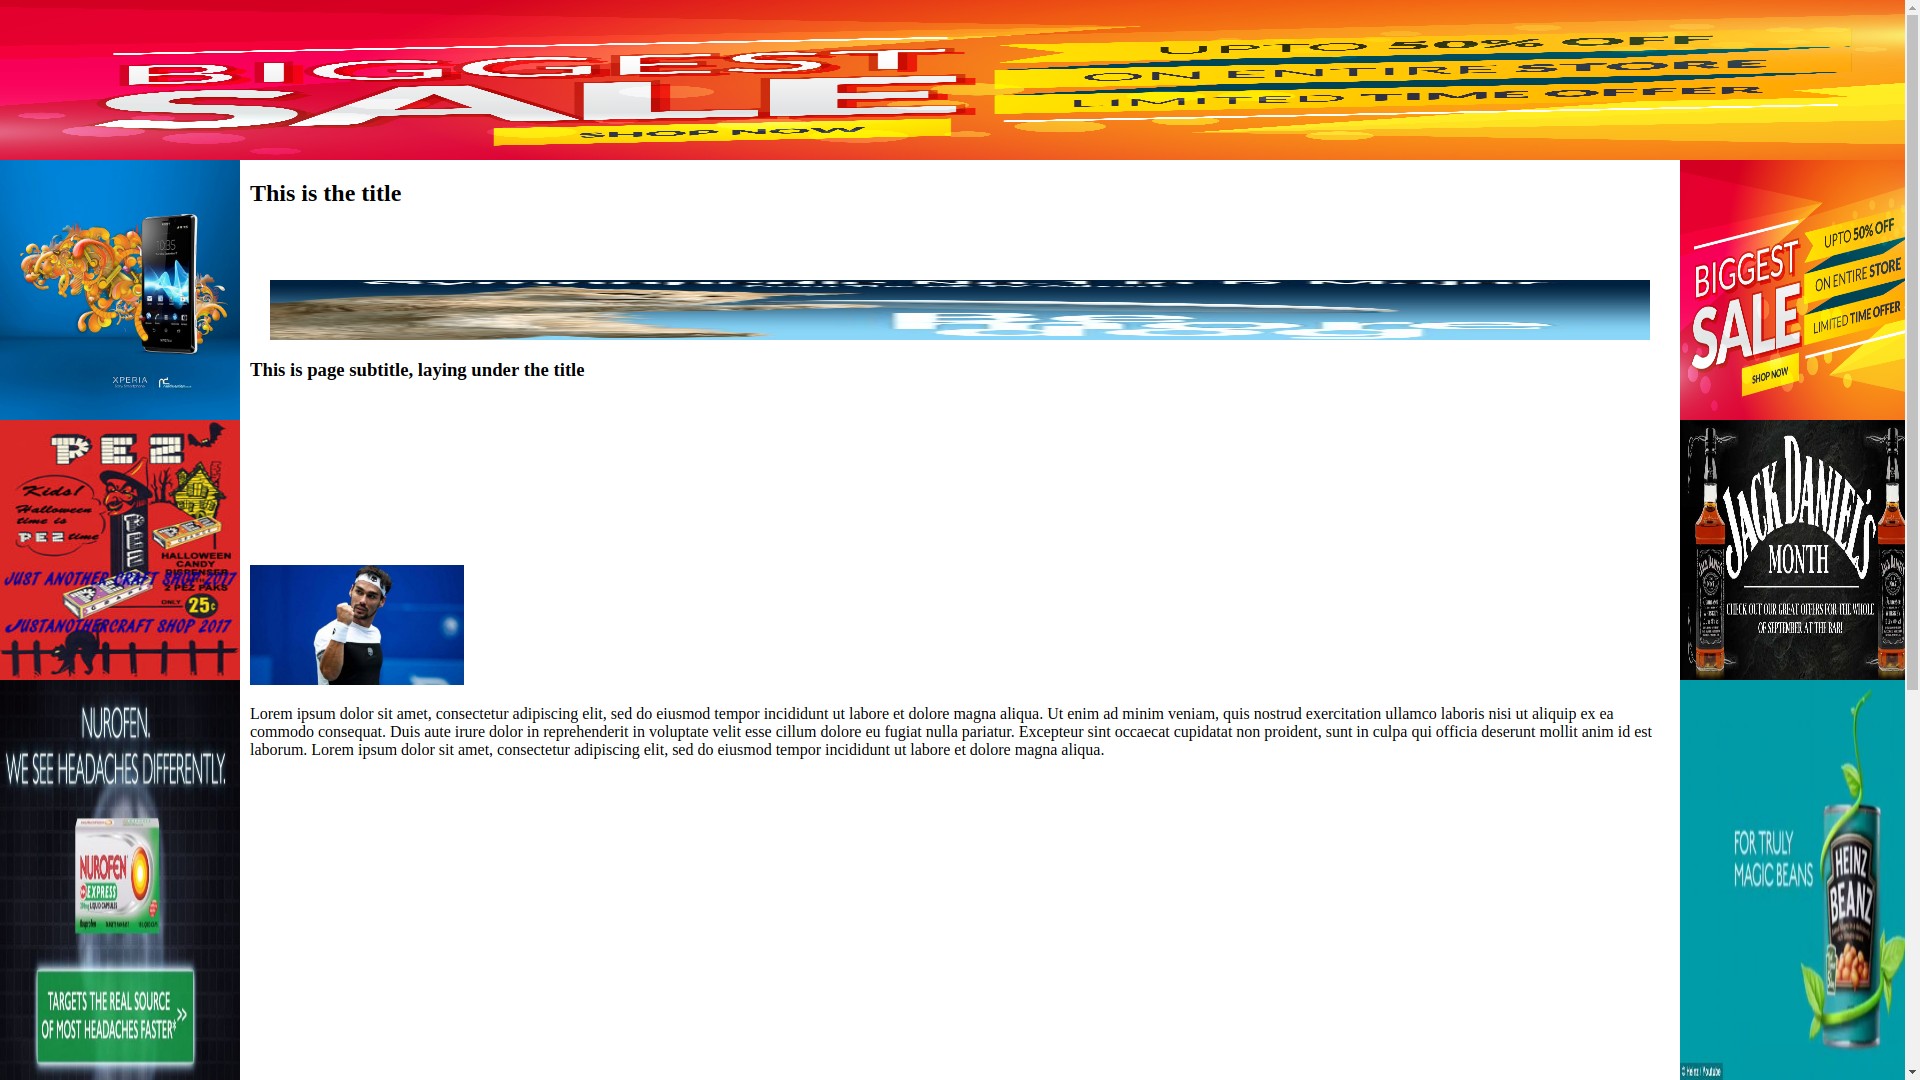 BIGGEST
SALE
SHOP NOW
UPTO 50% OFF
ON ENTIRE STORE
LIMITED TIME OFFER
XPERIA
PEZ
Kids!
Halloween
time is
PEZ time
PEZ
PEZ
HALLOWEEN
CANDY
DISPENSER
2 PEZ PAKS
ONLY 25¢
JUST ANOTHER CRAFT SHOP 2017
JUSTANOTHERCRAFT SHOP 2017
NUROFEN.
WE SEE HEADACHES DIFFERENTLY.
NUROFEN
EXPRESS
LIQUID CAPSULES
TARGETS THE REAL SOURCE
OF MOST HEADACHES FASTER‡ »
This is the title
Be
This is page subtitle, laying under the title
Lorem ipsum dolor sit amet, consectetur adipiscing elit, sed do eiusmod tempor incididunt ut labore et dolore magna aliqua. Ut enim ad minim veniam, quis nostrud exercitation ullamco laboris nisi ut aliquip ex ea
commodo consequat. Duis aute irure dolor in reprehenderit in voluptate velit esse cillum dolore eu fugiat nulla pariatur. Excepteur sint occaecat cupidatat non proident, sunt in culpa qui officia deserunt mollit anim id est
laborum. Lorem ipsum dolor sit amet, consectetur adipiscing elit, sed do eiusmod tempor incididunt ut labore et dolore magna aliqua.
BIGGEST
SALE
SHOP NOW
UPTO 50% OFF
ON ENTIRE STORE
LIMITED TIME OFFER
JACK DANIEL'S
MONTH
CHECK OUT OUR GREAT OFFERS FOR THE WHOLE
OF SEPTEMBER AT THE BAR!
FOR TRULY
MAGIC BEANS
HEINZ
BEANZ
© Heinz / Youtube